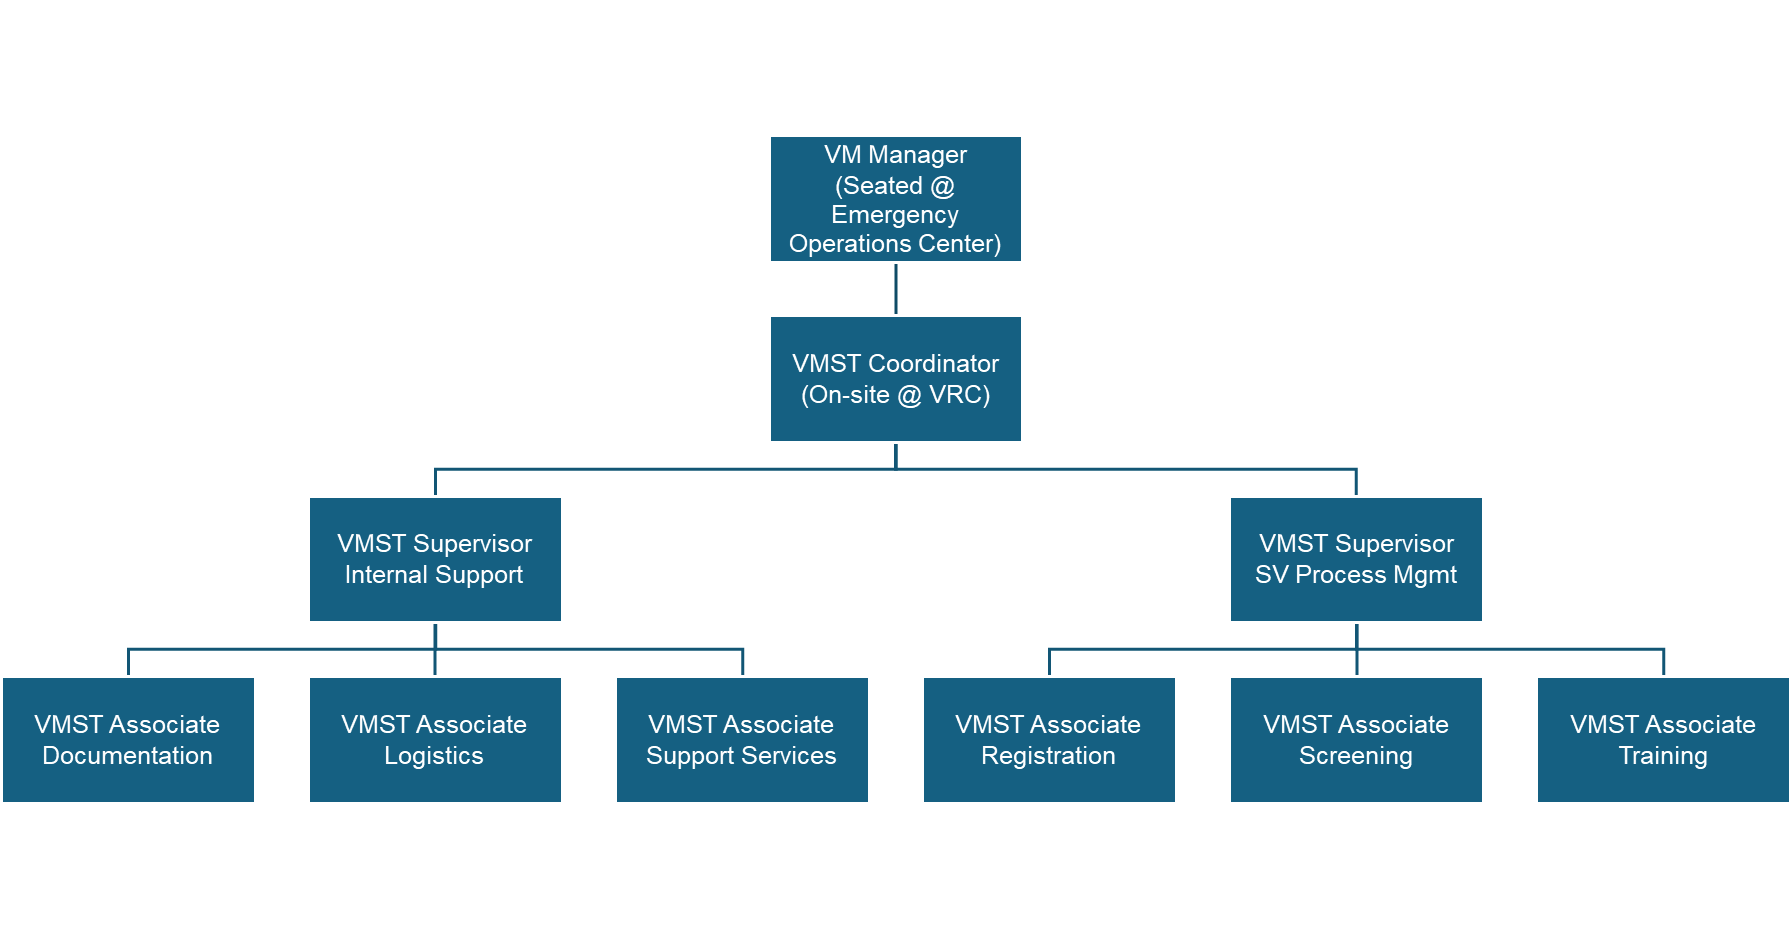 VM Manager
(Seated @
Emergency
Operations Center)
VMST Coordinator
(On-site @ VRC)
VMST Supervisor
Internal Support
VMST Supervisor
SV Process Mgmt
VMST Associate
Documentation
VMST Associate
Logistics
VMST Associate
Support Services
VMST Associate
Registration
VMST Associate
Screening
VMST Associate
Training